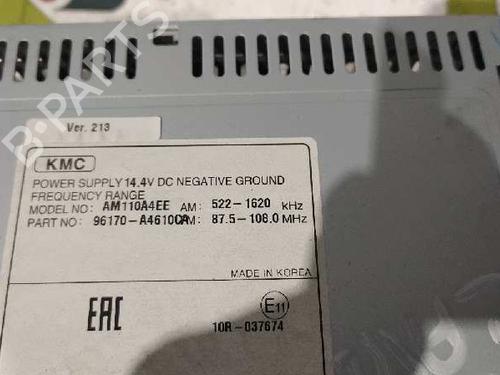 Ver. 213
KMC
POWER SUPPLY 14.4V DC NEGATIVE GROUND
FREQUENCY RANGE
MODEL NO: AM110A4EE AM: 522-1620 KHz
PART NO: 96170-A4610CA FM: 87.5-108.0 MHz
MADE IN KOREA
EAC E11
10R-037674
B-PARTS